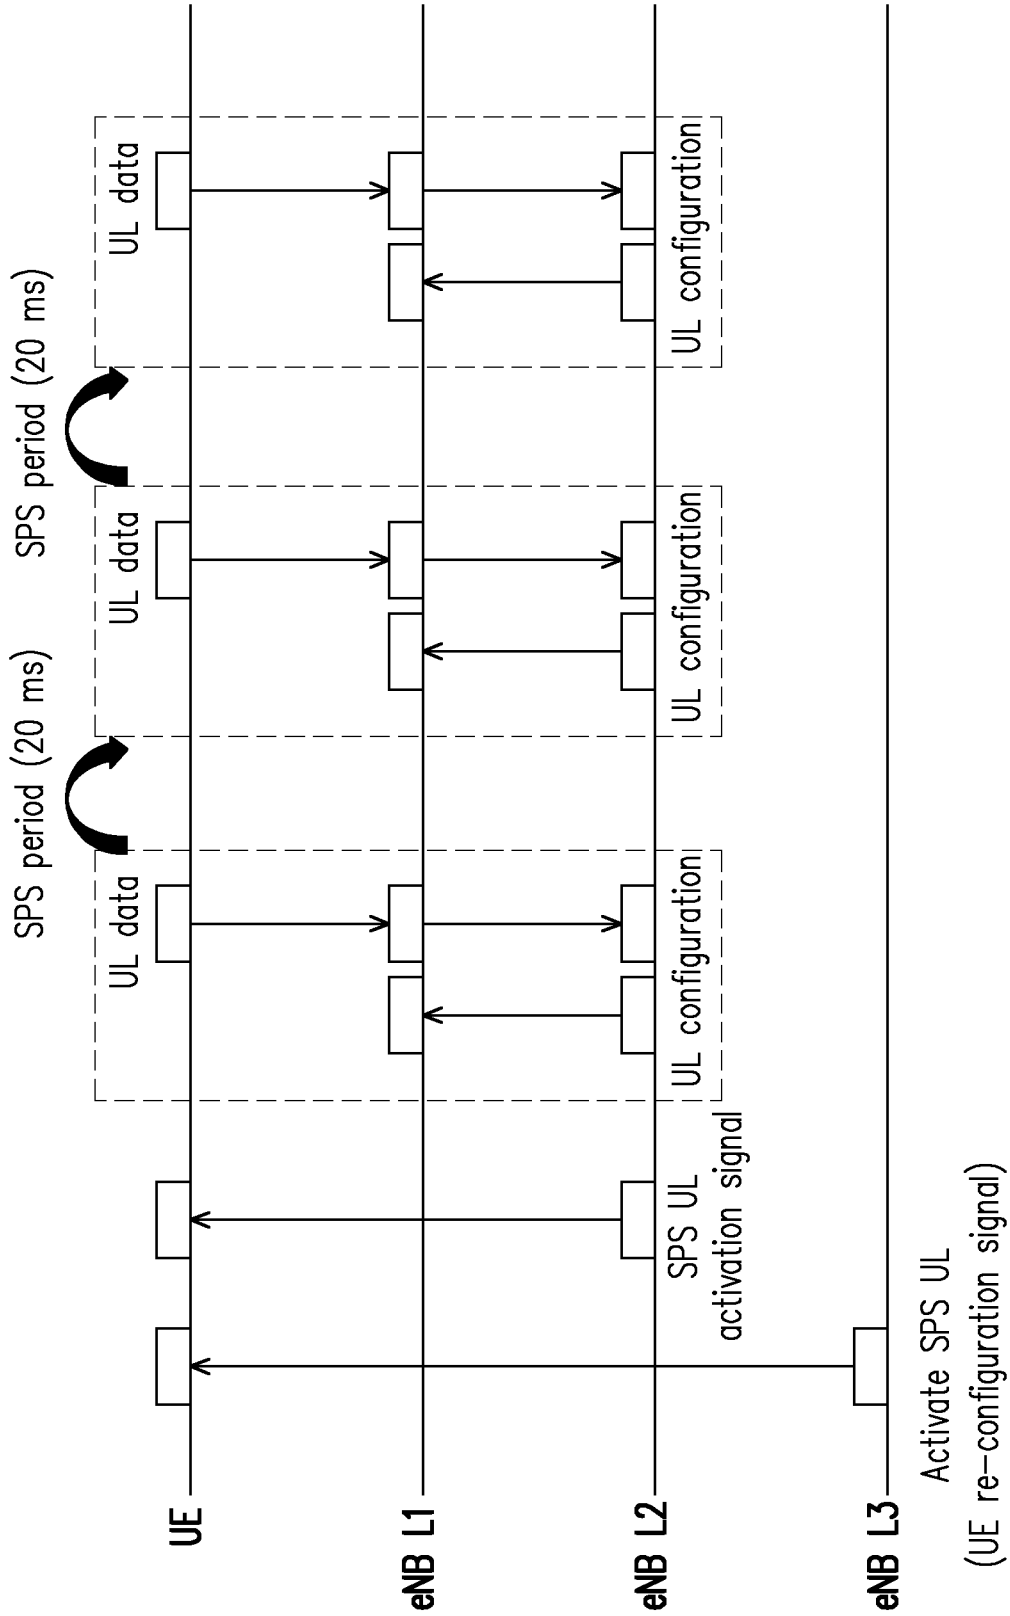 SPS period (20 ms)
SPS period (20 ms)
UL data
UL data
UL data
UE
eNB L1
eNB L2
UL configuration
UL configuration
UL configuration
SPS UL
activation signal
eNB L3
Activate SPS UL
(UE re-configuration signal)